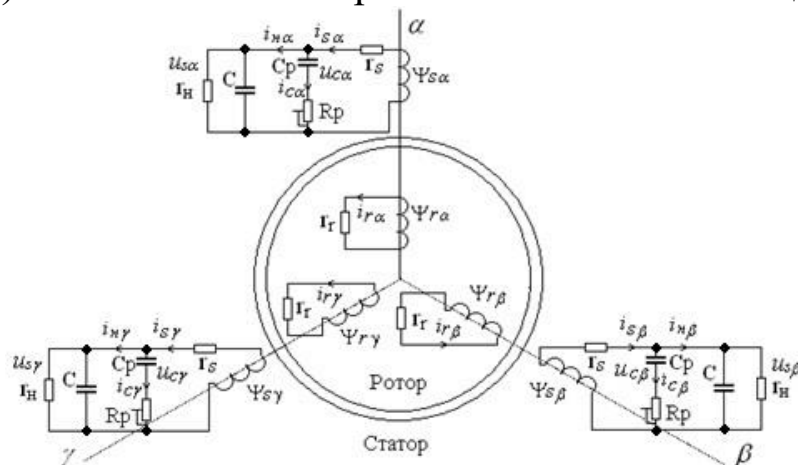 α
i_нα i_sα
u_sα C Cp u_Cα r_s Ψ_sα
r_н i_Cα Rp
r_r i_rα Ψ_rα
r_r i_rγ Ψ_rγ
r_r i_rβ Ψ_rβ
i_нγ i_sγ
u_sγ C Cp u_Cγ r_s Ψ_sγ
r_н i_Cγ Rp
i_sβ i_нβ
r_s Cp u_Cβ C u_sβ
Ψ_sβ i_Cβ Rp r_н
Ротор
Статор
γ β